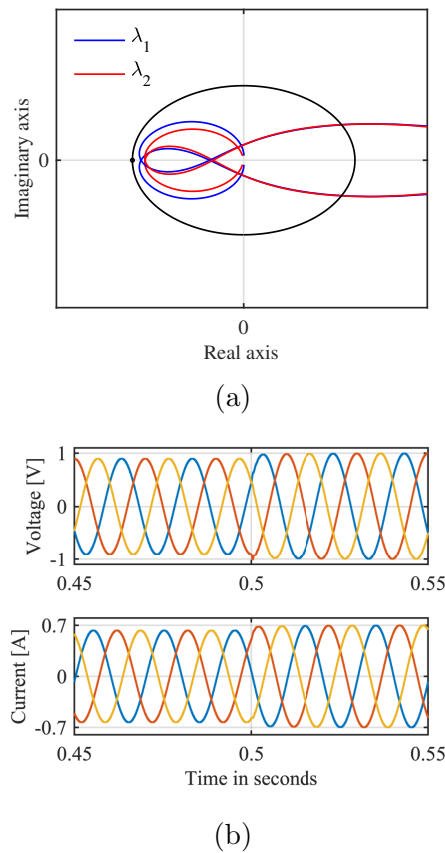 λ1
λ2
Imaginary axis
0
0
Real axis
(a)
Voltage [V]
1
0
-1
0.45
0.5
0.55
Current [A]
0.7
0
-0.7
0.45
0.5
0.55
Time in seconds
(b)